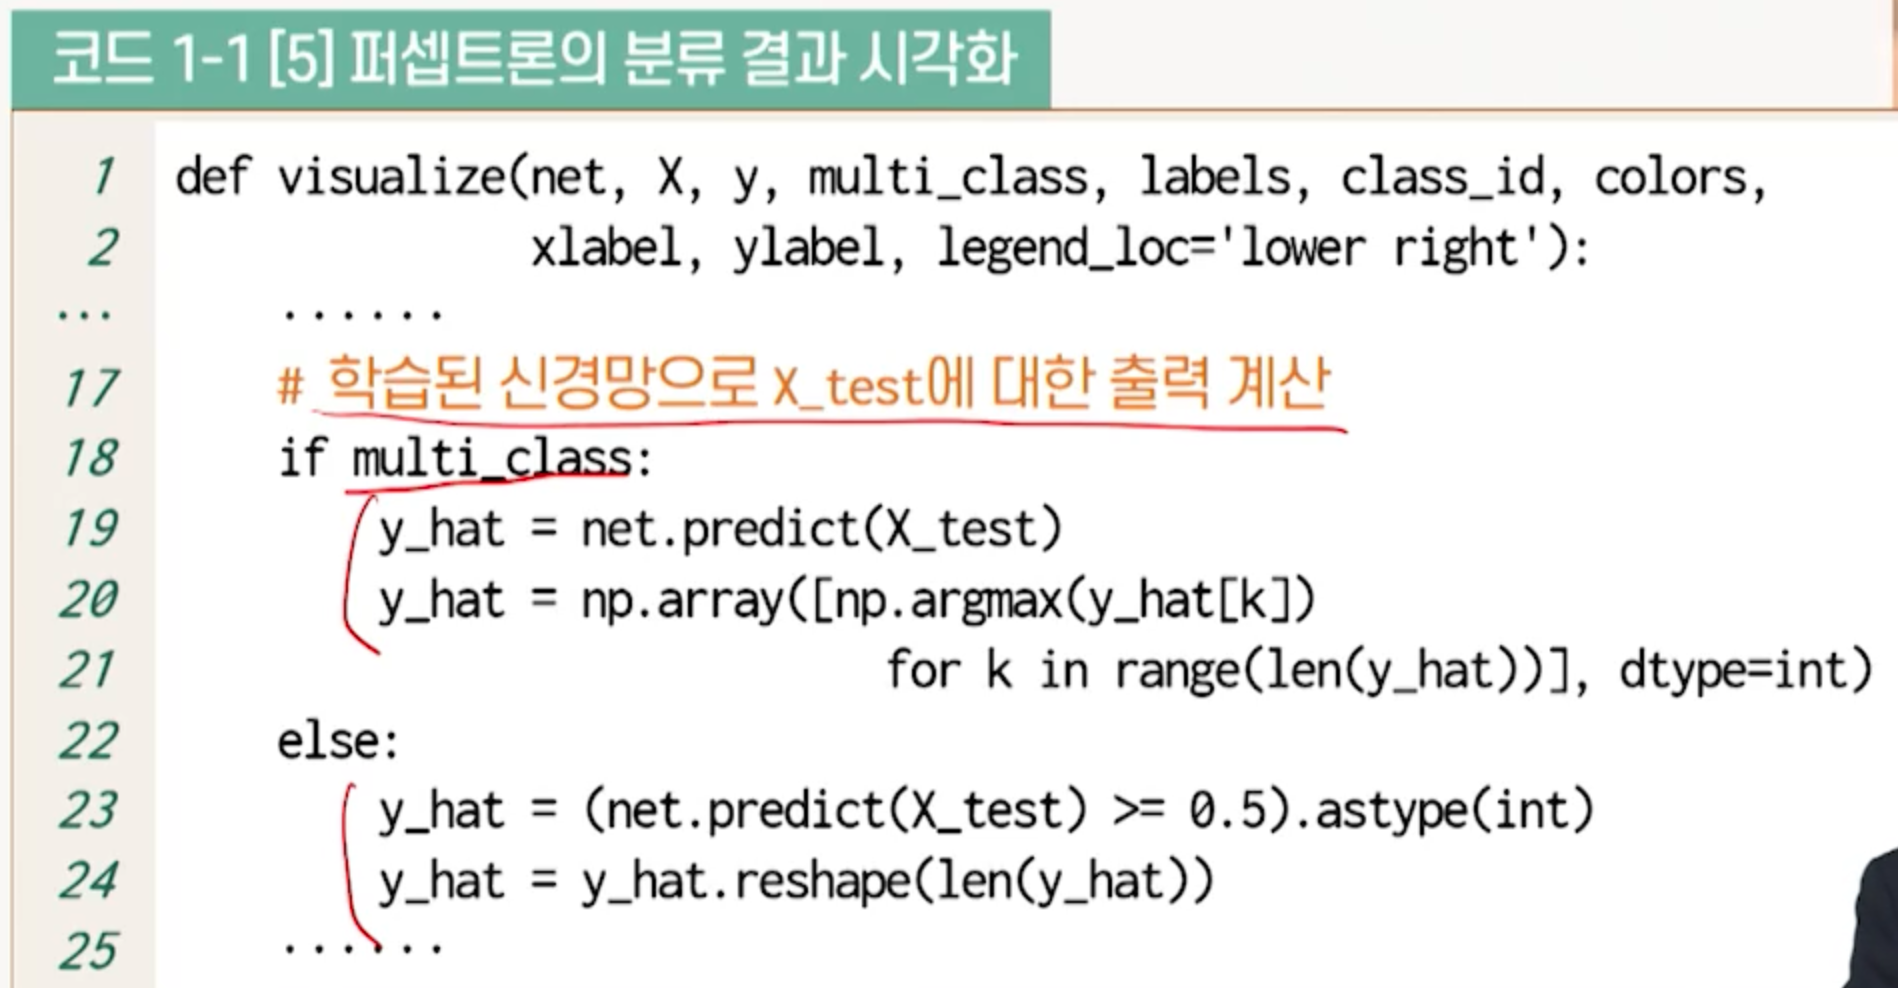 코드 1-1 [5] 퍼셉트론의 분류 결과 시각화
1 def visualize(net, X, y, multi_class, labels, class_id, colors,
2 xlabel, ylabel, legend_loc='lower right'):
... ......
17 # 학습된 신경망으로 X_test에 대한 출력 계산
18 if multi_class:
19 y_hat = net.predict(X_test)
20 y_hat = np.array([np.argmax(y_hat[k])
21 for k in range(len(y_hat))], dtype=int)
22 else:
23 y_hat = (net.predict(X_test) >= 0.5).astype(int)
24 y_hat = y_hat.reshape(len(y_hat))
25 ......